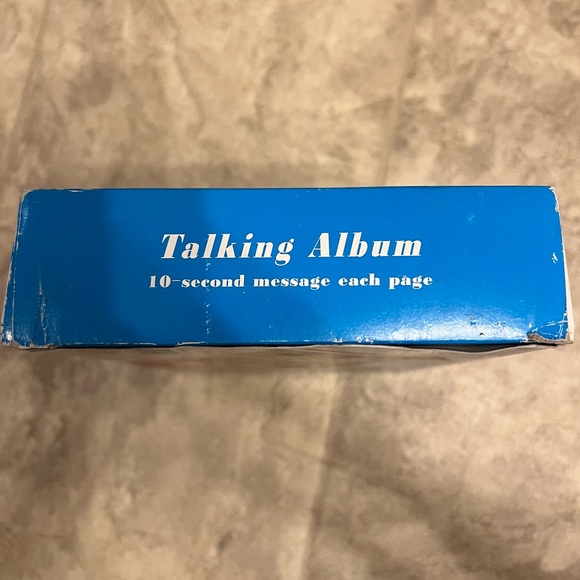 Talking Album
10-second message each page